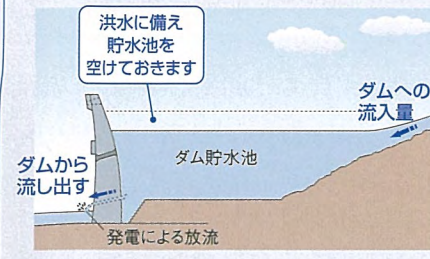 洪水に備え
貯水池を
空けておきます
ダムへの
流入量
ダム貯水池
ダムから
流し出す
発電による放流